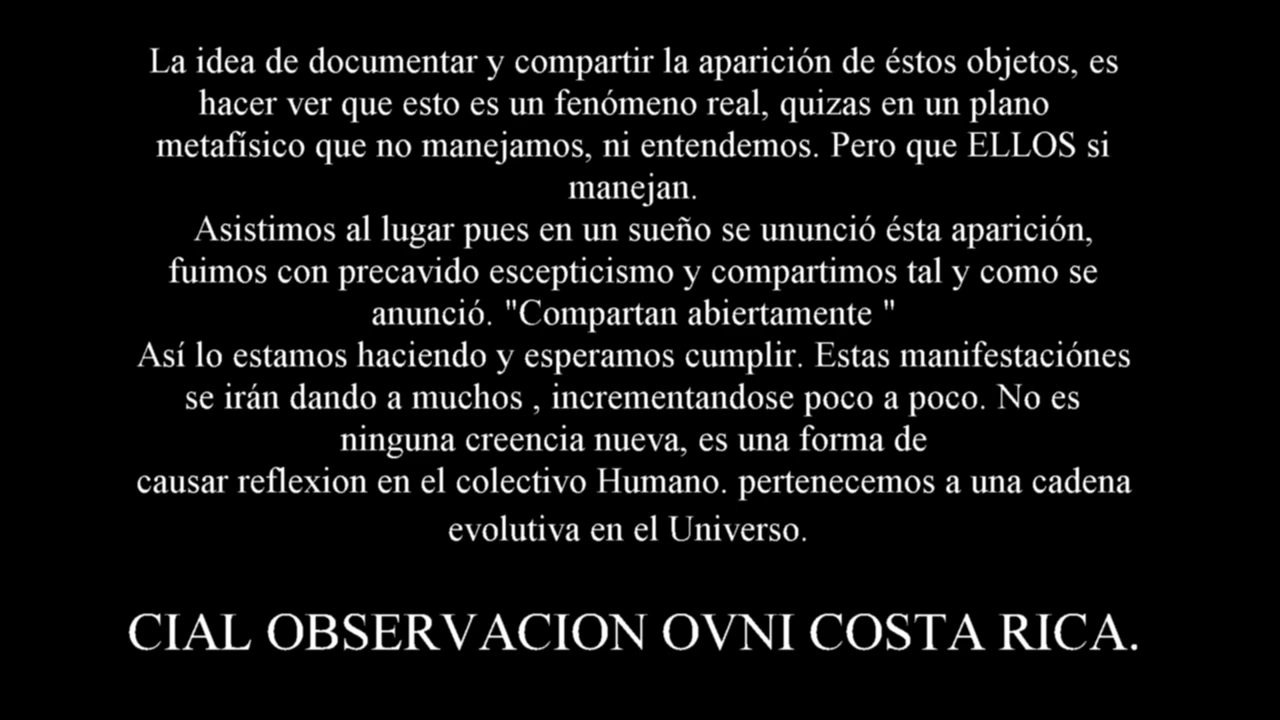 La idea de documentar y compartir la aparición de éstos objetos, es
hacer ver que esto es un fenómeno real, quizas en un plano
metafísico que no manejamos, ni entendemos. Pero que ELLOS si
manejan.
Asistimos al lugar pues en un sueño se ununció ésta aparición,
fuimos con precavido escepticismo y compartimos tal y como se
anunció. "Compartan abiertamente "
Así lo estamos haciendo y esperamos cumplir. Estas manifestaciónes
se irán dando a muchos , incrementandose poco a poco. No es
ninguna creencia nueva, es una forma de
causar reflexion en el colectivo Humano. pertenecemos a una cadena
evolutiva en el Universo.
CIAL OBSERVACION OVNI COSTA RICA.